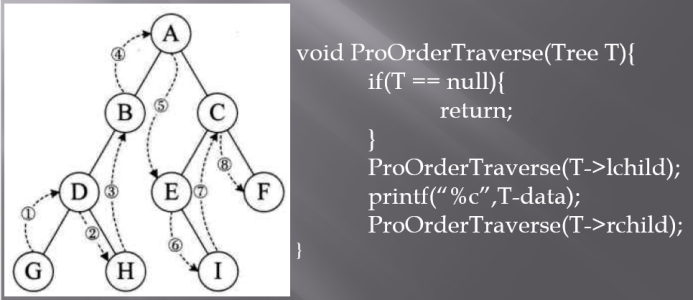 A
④
B
⑤
C
⑧
D
③
E
⑦
F
①
②
⑥
G
H
I
void ProOrderTraverse(Tree T){
if(T == null){
return;
}
ProOrderTraverse(T->lchild);
printf(“%c”,T-data);
ProOrderTraverse(T->rchild);
}